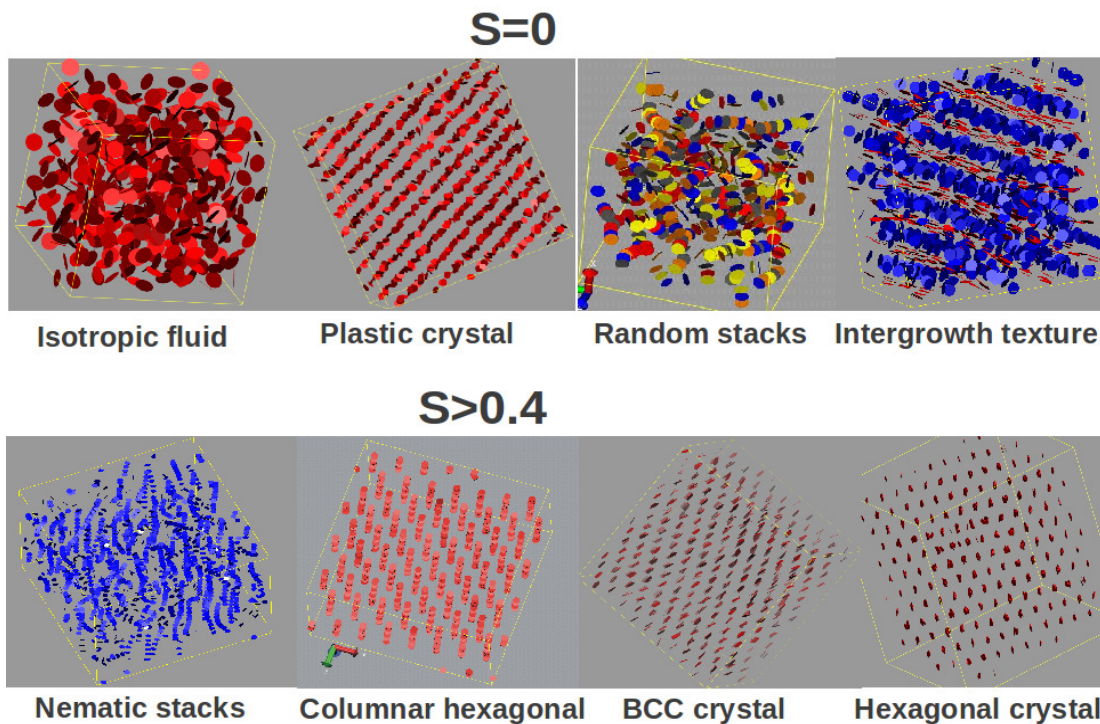 S=0
Isotropic fluid
Plastic crystal
Random stacks
Intergrowth texture
S>0.4
Nematic stacks
Columnar hexagonal
BCC crystal
Hexagonal crystal